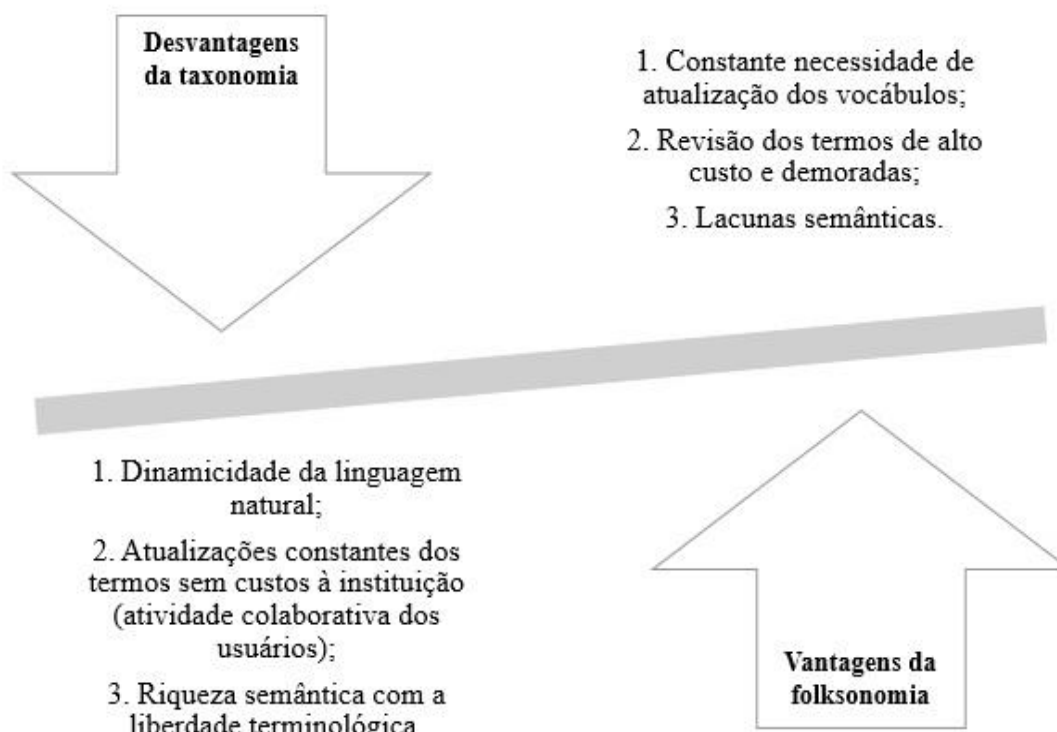 Desvantagens
da taxonomia
1. Constante necessidade de
atualização dos vocábulos;
2. Revisão dos termos de alto
custo e demoradas;
3. Lacunas semânticas.
1. Dinamicidade da linguagem
natural;
2. Atualizações constantes dos
termos sem custos à instituição
(atividade colaborativa dos
usuários);
3. Riqueza semântica com a
liberdade terminológica
Vantagens da
folksonomia